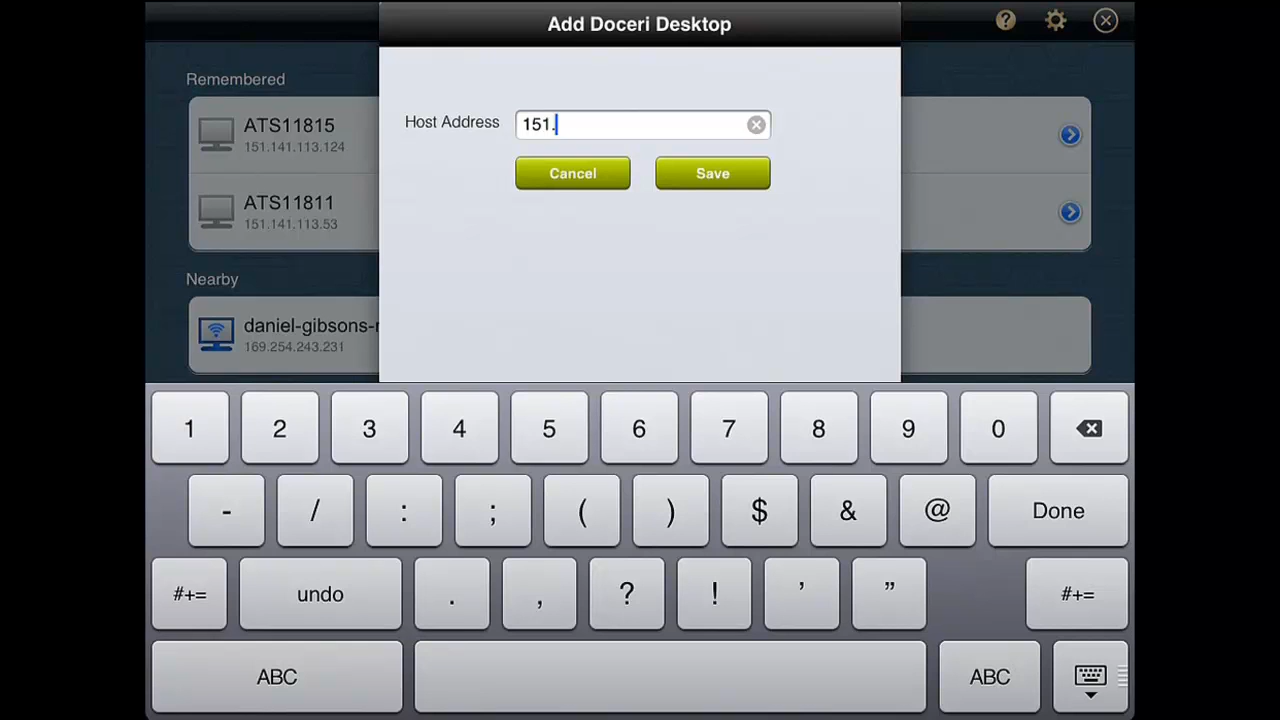 Add Doceri Desktop
?
Remembered
Host Address 151.
ATS11815
151.141.113.124
Cancel Save
ATS11811
151.141.113.53
Nearby
daniel-gibsons-
169.254.243.231
1 2 3 4 5 6 7 8 9 0
- / : ; ( ) $ & @ Done
#+= undo . , ? ! ’ ” #+=
ABC ABC